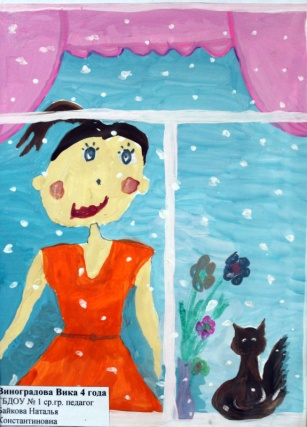 Виноградова Вика 4 года
ГБДОУ № 1 ср.гр. педагог
Байкова Наталья
Константиновна